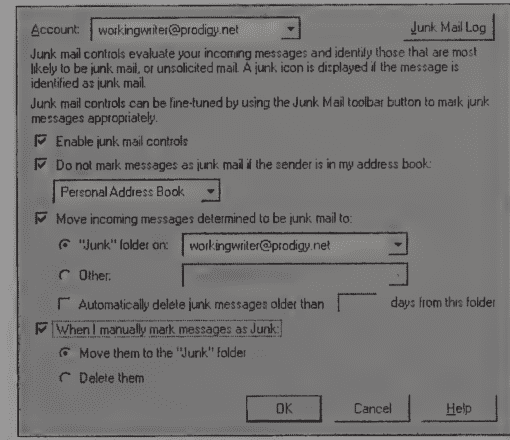 Account: workingwriter@prodigy.net Junk Mail Log
Junk mail controls evaluate your incoming messages and identify those that are most
likely to be junk mail, or unsolicited mail. A junk icon is displayed if the message is
identified as junk mail.
Junk mail controls can be fine-tuned by using the Junk Mail toolbar button to mark junk
messages appropriately.
Enable junk mail controls
Do not mark messages as junk mail if the sender is in my address book:
Personal Address Book
Move incoming messages determined to be junk mail to:
"Junk" folder on: workingwriter@prodigy.net
Other:
Automatically delete junk messages older than days from this folder
When I manually mark messages as Junk:
Move them to the "Junk" folder
Delete them
OK Cancel Help